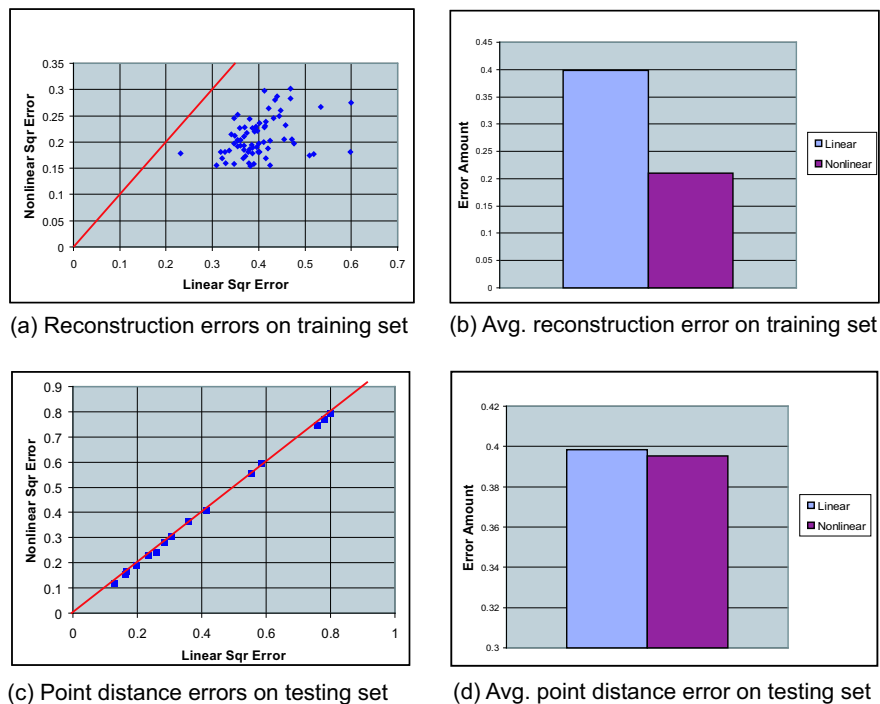 0.35
0.3
0.25
0.2
0.15
0.1
0.05
0
Nonlinear Sqr Error
0 0.1 0.2 0.3 0.4 0.5 0.6 0.7
Linear Sqr Error
(a) Reconstruction errors on training set
0.45
0.4
0.35
0.3
0.25
0.2
0.15
0.1
0.05
0
Error Amount
Linear
Nonlinear
(b) Avg. reconstruction error on training set
0.9
0.8
0.7
0.6
0.5
0.4
0.3
0.2
0.1
0
Nonlinear Sqr Error
0 0.2 0.4 0.6 0.8 1
Linear Sqr Error
(c) Point distance errors on testing set
0.42
0.4
0.38
0.36
0.34
0.32
0.3
Error Amount
Linear
Nonlinear
(d) Avg. point distance error on testing set